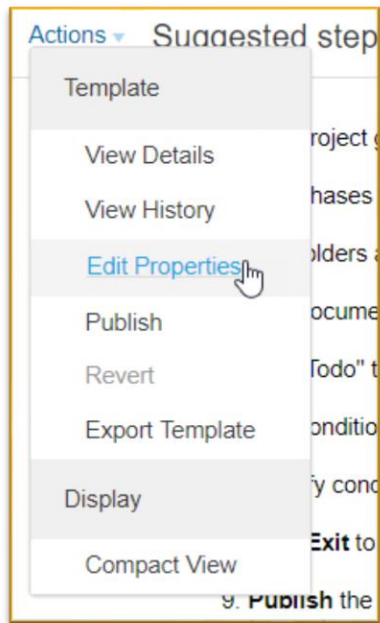 Actions Suggested step
Template
View Details
roject
View History
hases
Edit Properties
olders
Publish
ocume
Revert
Todo" t
Export Template
onditio
Display
fy cond
Exit to
Compact View
9. Publish the